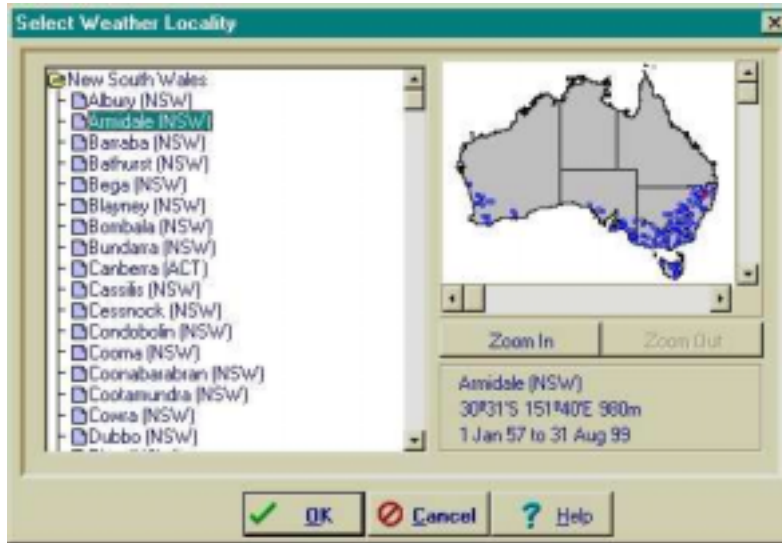 Select Weather Locality
New South Wales
Albury (NSW)
Armidale (NSW)
Barraba (NSW)
Bathurst (NSW)
Bega (NSW)
Blayney (NSW)
Bombala (NSW)
Bundarra (NSW)
Canberra (ACT)
Cassilis (NSW)
Cessnock (NSW)
Condobolin (NSW)
Cooma (NSW)
Coonabarabran (NSW)
Cootamundra (NSW)
Cowra (NSW)
Dubbo (NSW)
Zoom In
Zoom Out
Armidale (NSW)
30°31'S 151°40'E 980m
1 Jan 57 to 31 Aug 99
OK
Cancel
Help